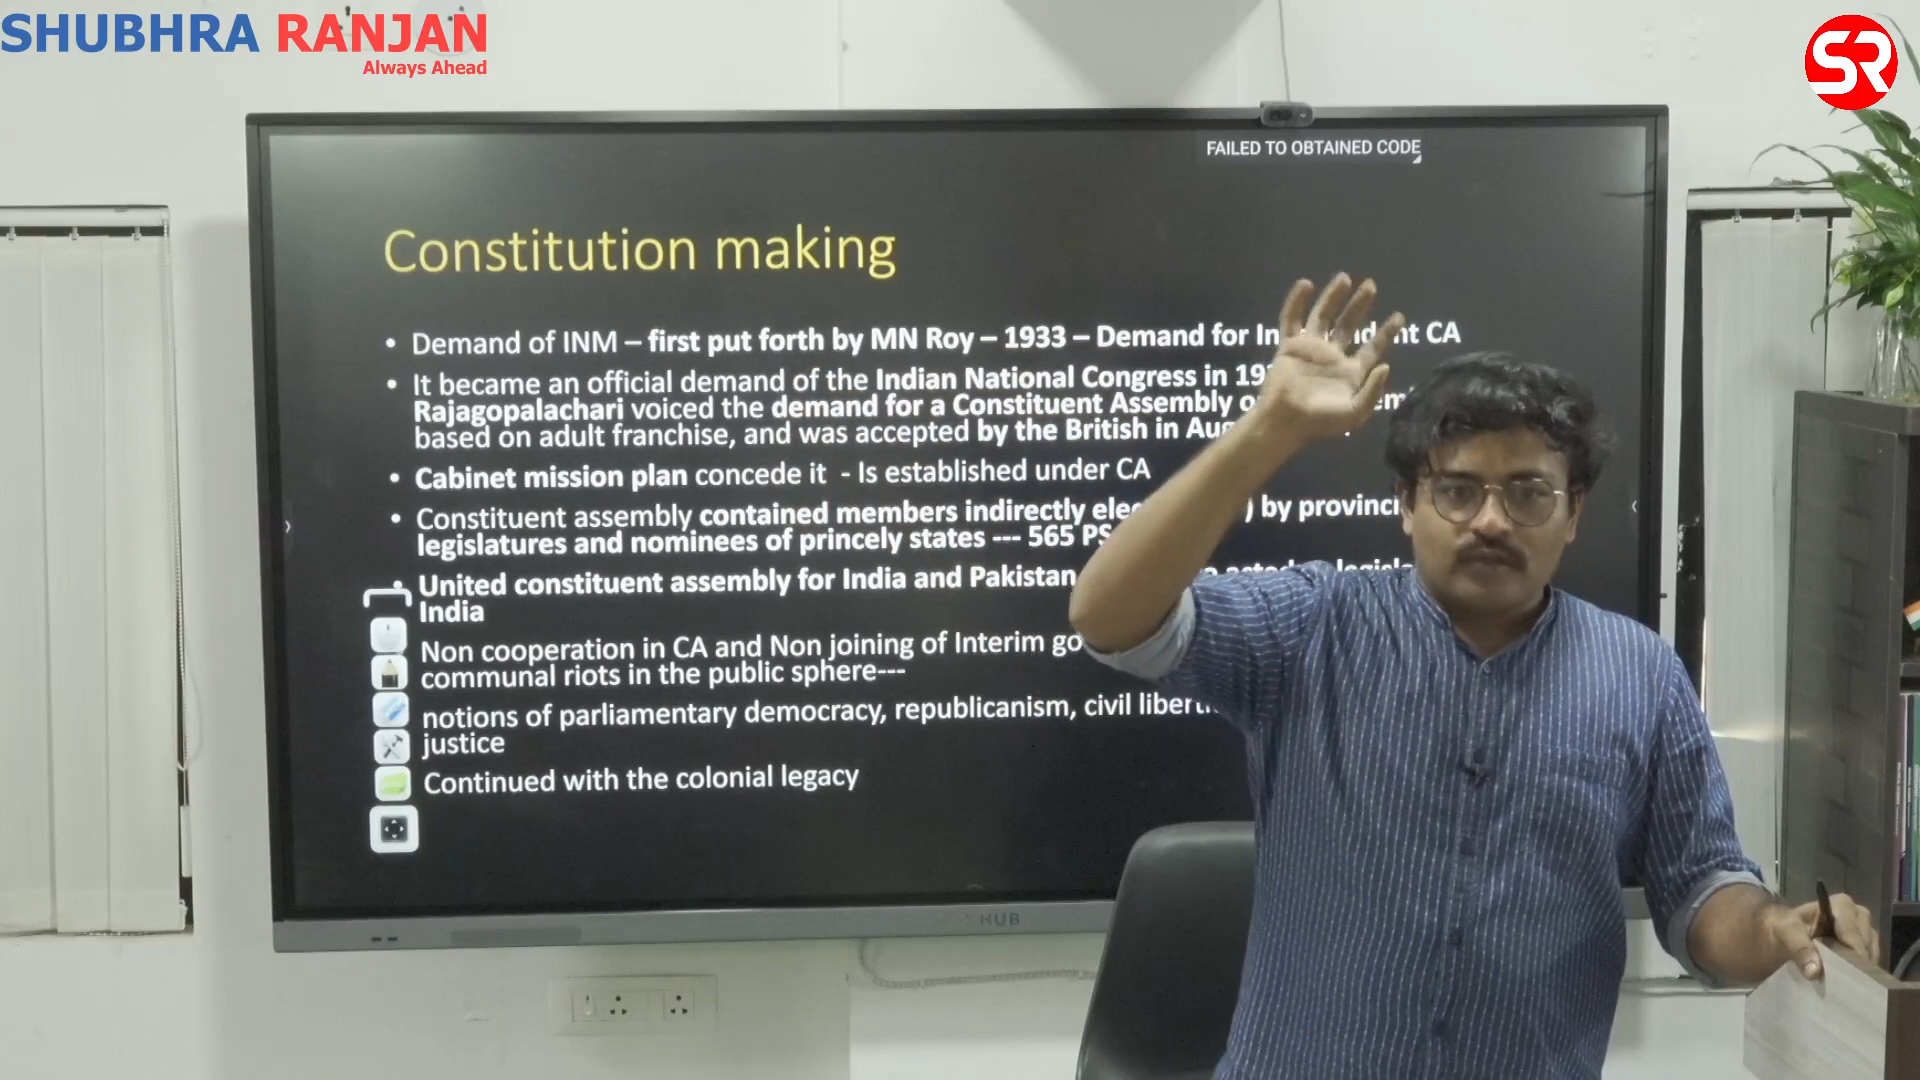 SHUBHRA RANJAN
Always Ahead
SR
FAILED TO OBTAINED CODE
Constitution making
• Demand of INM – first put forth by MN Roy – 1933 – Demand for In nt CA
• It became an official demand of the Indian National Congress in
Rajagopalachari voiced the demand for a Constituent Assembly
based on adult franchise, and was accepted by the British in
• Cabinet mission plan concede it - Is established under CA
• Constituent assembly contained members indirectly ) by
legislatures and nominees of princely states --- 565
• United constituent assembly for India and Pakistan
India
Non cooperation in CA and Non joining of Interim
communal riots in the public sphere---
notions of parliamentary democracy, republicanism, civil
justice
Continued with the colonial legacy
HUB